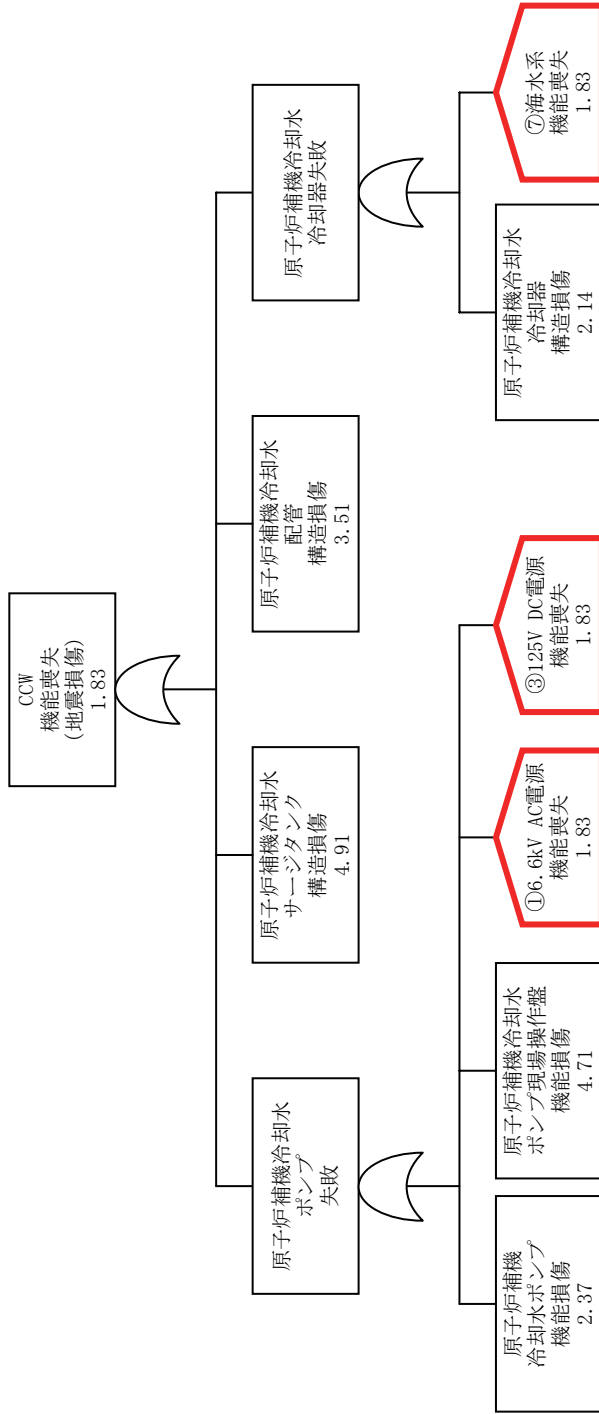 CCW
機能喪失
(地震損傷)
1.83
原子炉補機冷却水
ポンプ
失敗
原子炉補機冷却水
サージタンク
構造損傷
4.91
原子炉補機冷却水
配管
構造損傷
3.51
原子炉補機冷却水
冷却器失敗
原子炉補機
冷却水ポンプ
機能損傷
2.37
原子炉補機冷却水
ポンプ現場操作盤
機能損傷
4.71
①6.6kV AC電源
機能喪失
1.83
③125V DC電源
機能喪失
1.83
原子炉補機冷却水
冷却器
構造損傷
2.14
⑦海水系
機能喪失
1.83